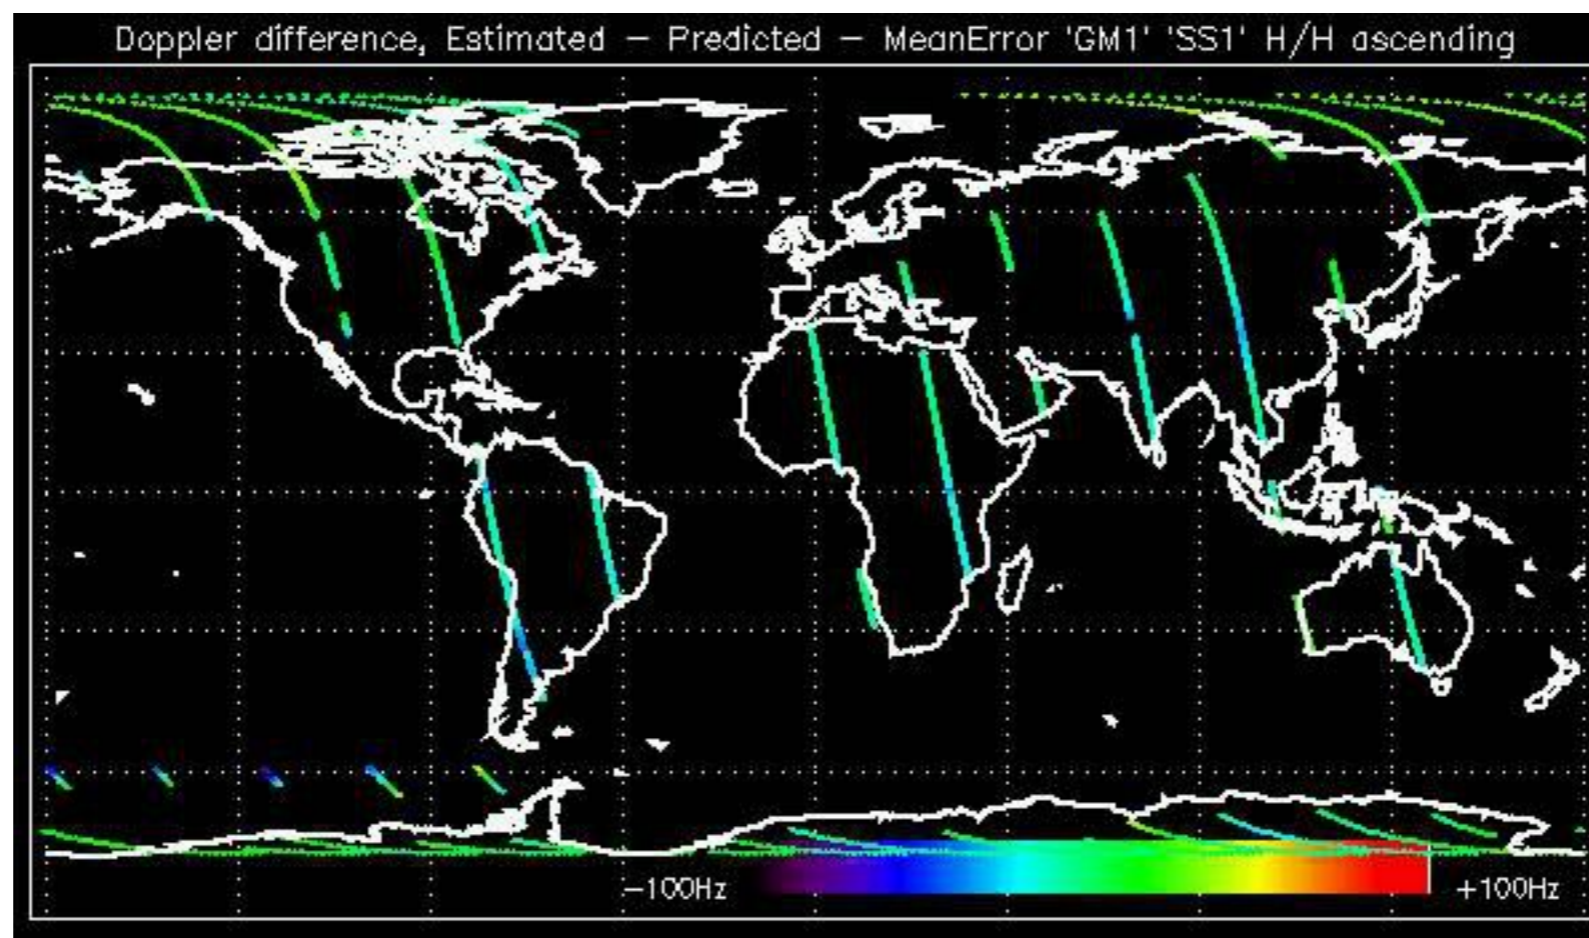 Doppler difference, Estimated − Predicted − MeanError 'GM1' 'SS1' H/H ascending
−100Hz +100Hz